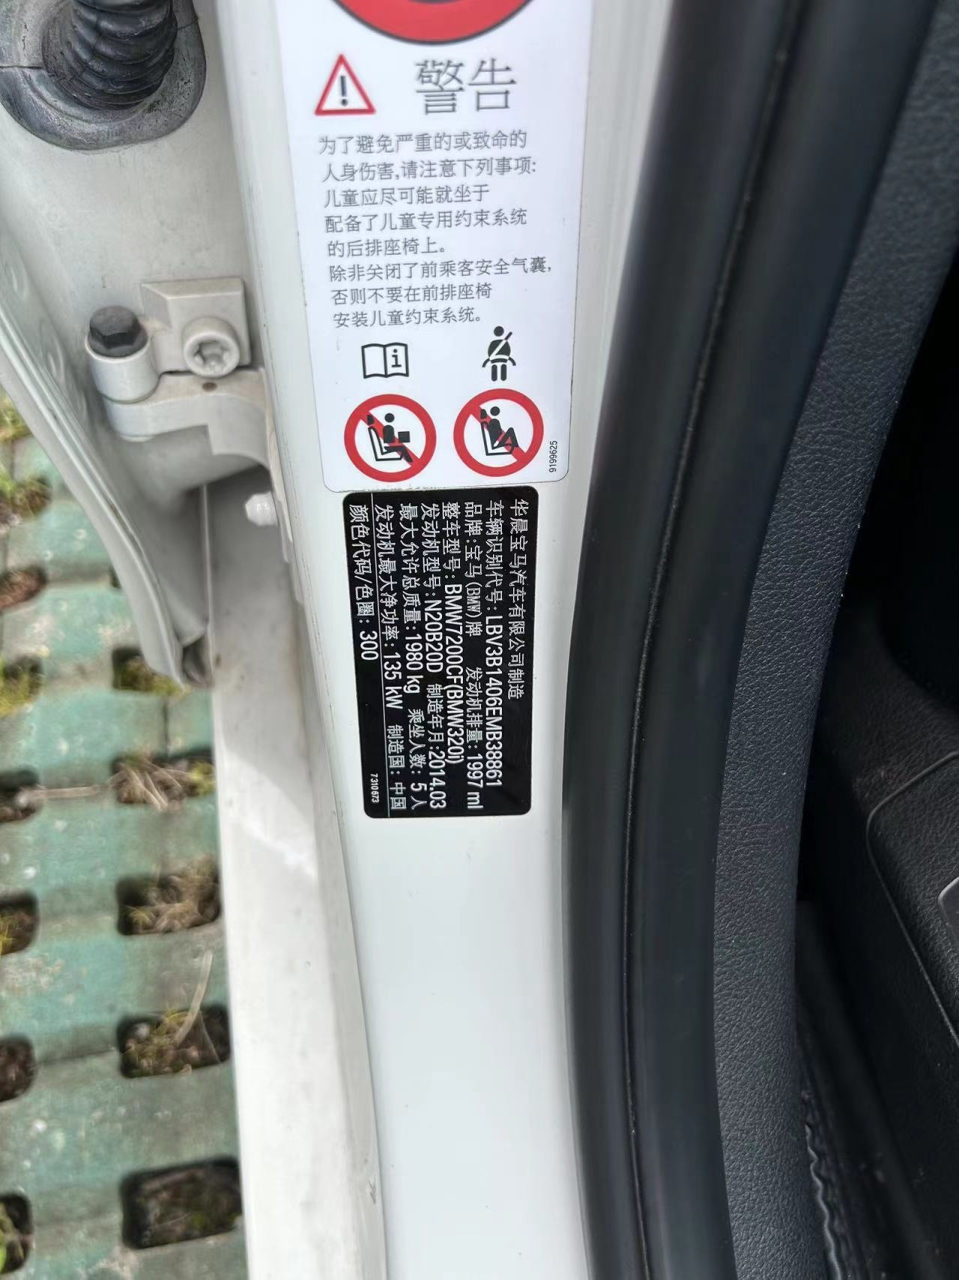 警告
为了避免严重的或致命的
人身伤害,请注意下列事项:
儿童应尽可能就坐于
配备了儿童专用约束系统
的后排座椅上。
除非关闭了前乘客安全气囊,
否则不要在前排座椅
安装儿童约束系统。
9199625
华晨宝马汽车有限公司制造
车辆识别代号: LBV3B1406EMB38861
品牌:宝马(BMW)牌 发动机排量: 1997 ml
整车型号: BMW7200CF(BMW320i)
发动机型号: N20B20D 制造年月:2014.03
最大允许总质量:1980 kg 乘坐人数: 5 人
发动机最大净功率: 135 kW 制造国: 中国
颜色代码/色圈: 300
7310673